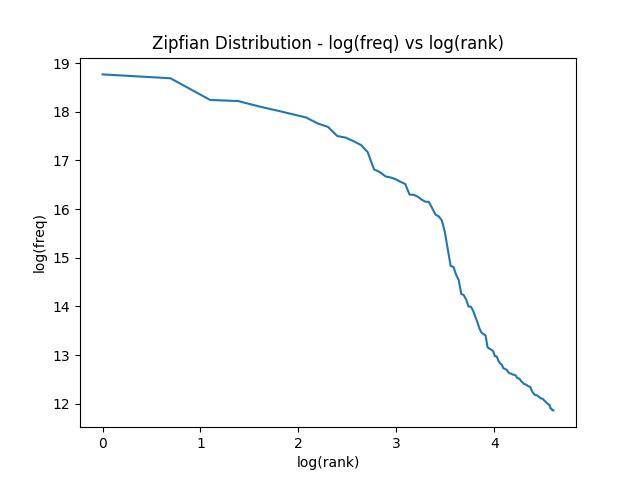 Zipfian Distribution - log(freq) vs log(rank)
19
18
17
16
15
14
13
12
log(freq)
0 1 2 3 4
log(rank)